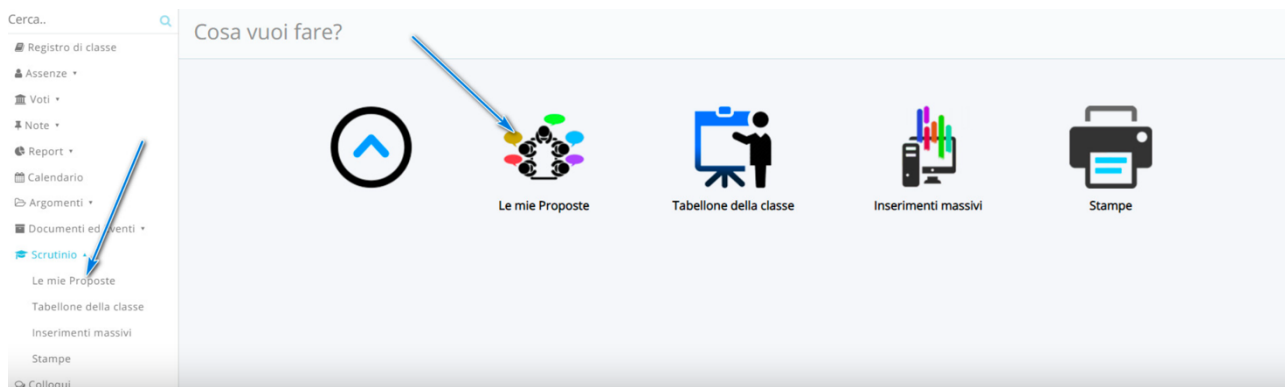 Cerca..
Registro di classe
Assenze
Voti
Note
Report
Calendario
Argomenti
Documenti ed eventi
Scrutinio
Le mie Proposte
Tabellone della classe
Inserimenti massivi
Stampe
Colloqui
Cosa vuoi fare?
Le mie Proposte
Tabellone della classe
Inserimenti massivi
Stampe